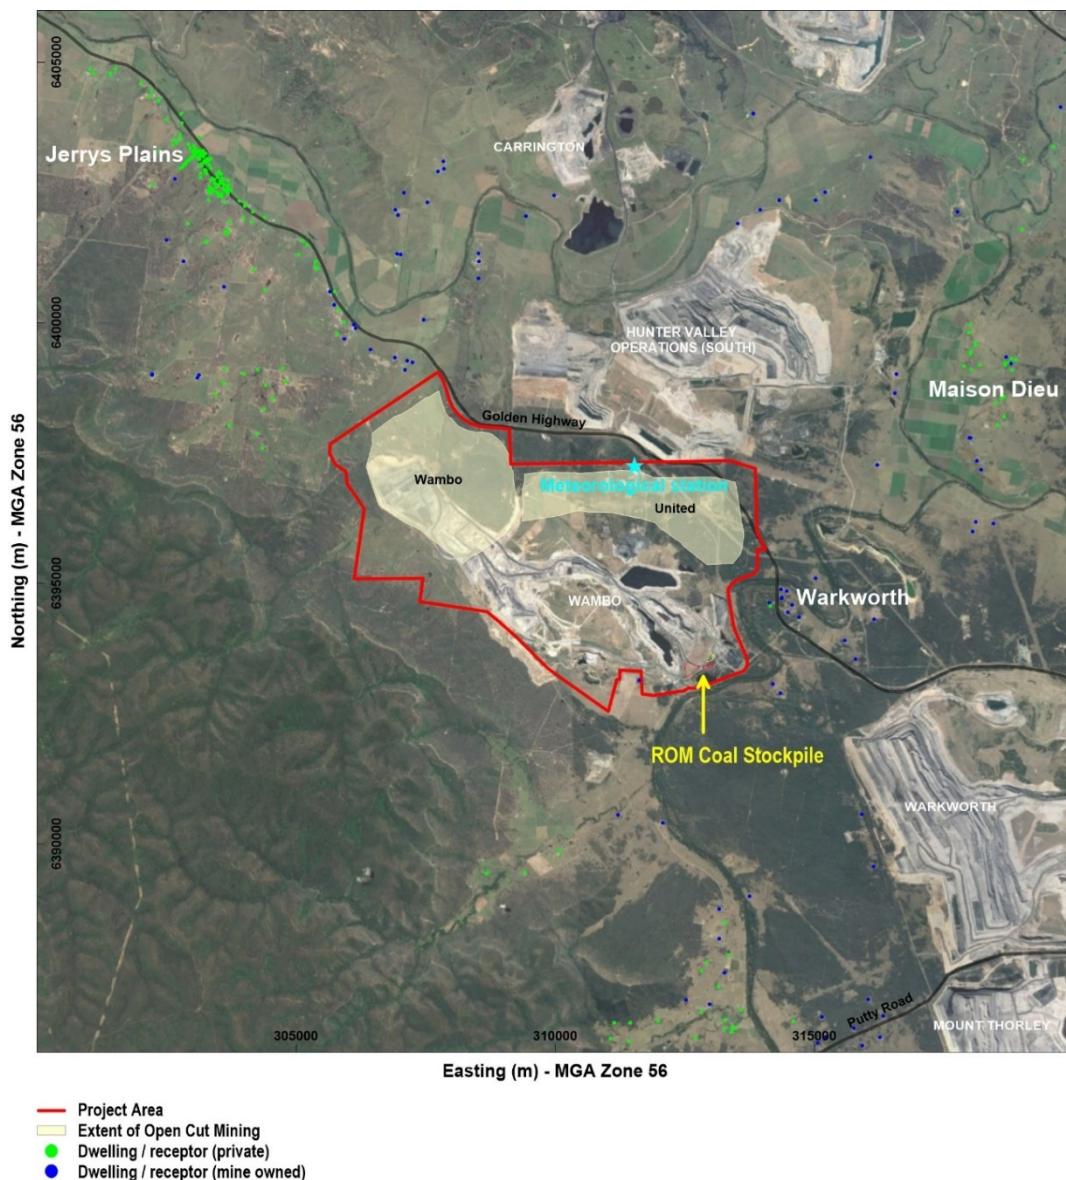 6405000
Jerrys Plains
CARRINGTON
6400000
HUNTER VALLEY
OPERATIONS (SOUTH)
Maison Dieu
Golden Highway
Wambo
Meteorological station
United
Northing (m) - MGA Zone 56
6395000
WAMBO
Warkworth
ROM Coal Stockpile
WARKWORTH
6390000
Putty Road
MOUNT THORLEY
305000
310000
315000
Easting (m) - MGA Zone 56
Project Area
Extent of Open Cut Mining
Dwelling / receptor (private)
Dwelling / receptor (mine owned)